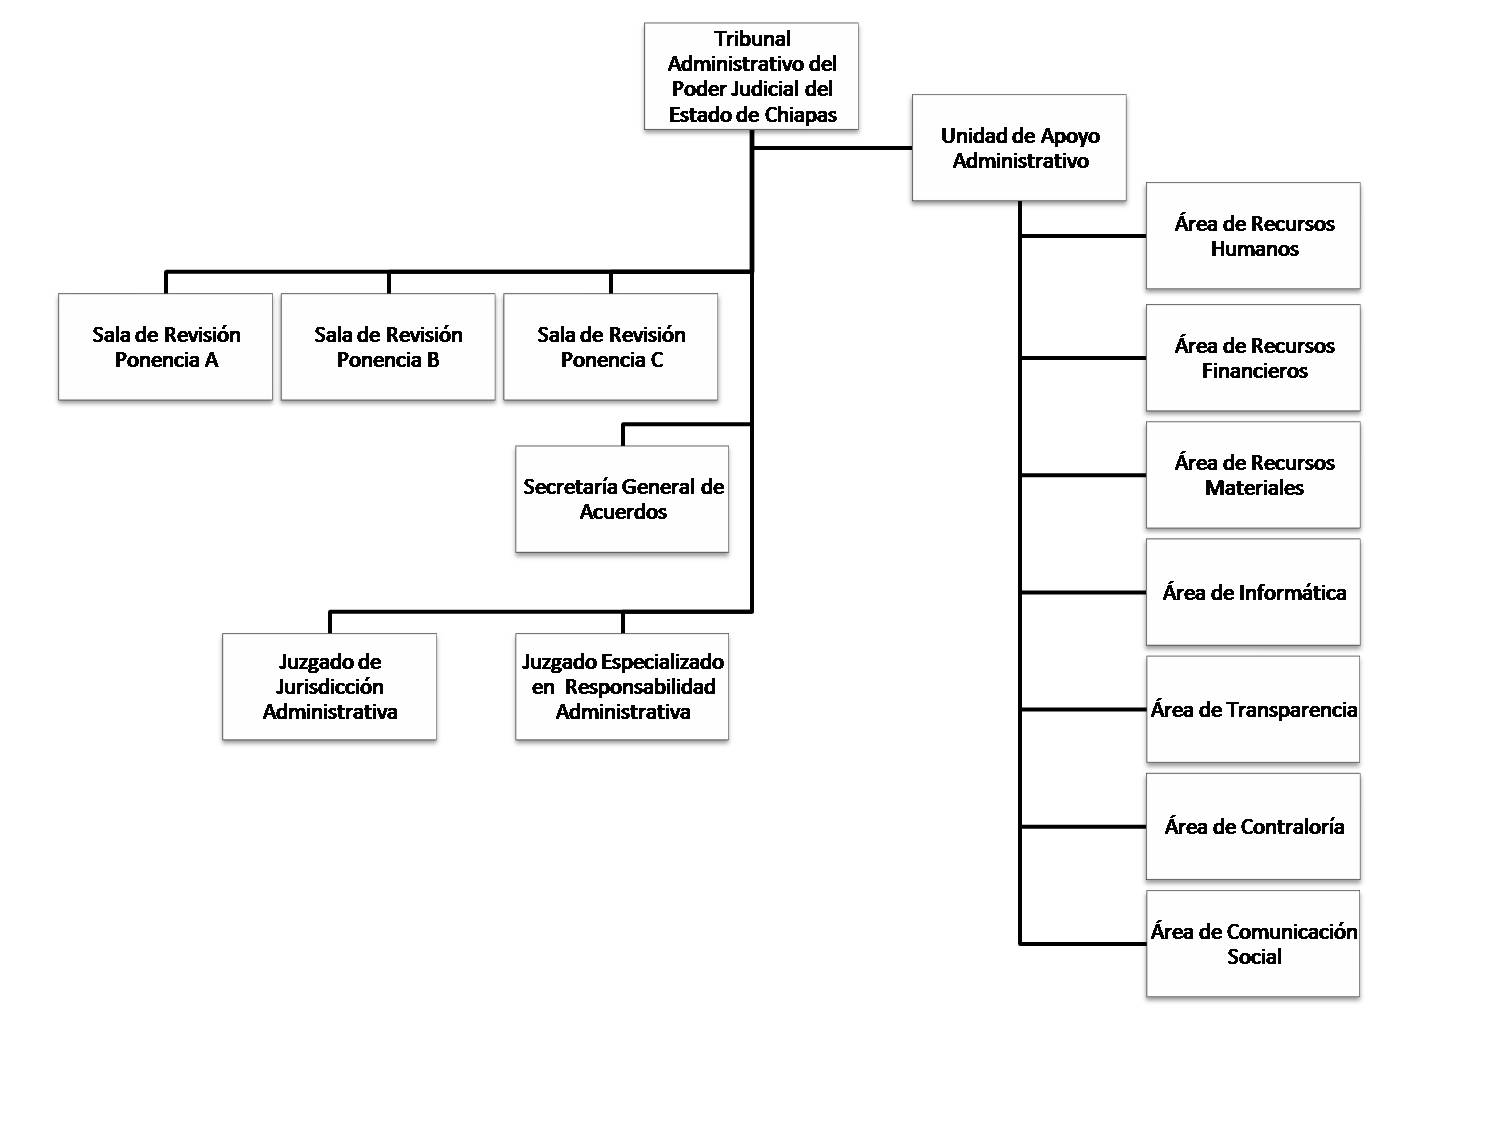 Tribunal
Administrativo del
Poder Judicial del
Estado de Chiapas
Unidad de Apoyo
Administrativo
Área de Recursos
Humanos
Sala de Revisión
Ponencia A
Sala de Revisión
Ponencia B
Sala de Revisión
Ponencia C
Área de Recursos
Financieros
Secretaría General de
Acuerdos
Área de Recursos
Materiales
Área de Informática
Juzgado de
Jurisdicción
Administrativa
Juzgado Especializado
en  Responsabilidad
Administrativa
Área de Transparencia
Área de Contraloría
Área de Comunicación
Social